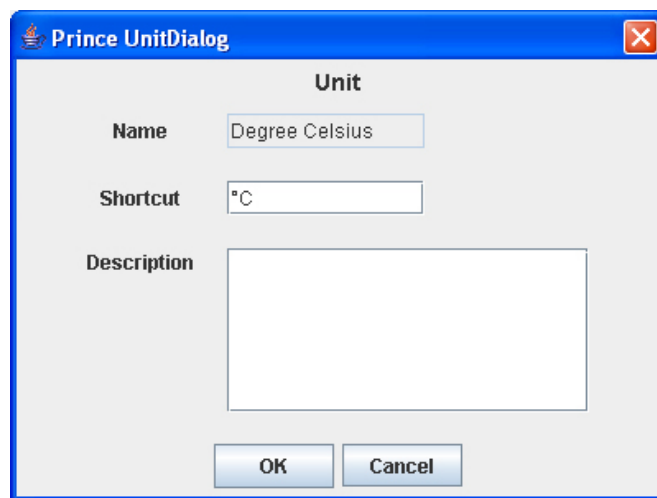 Prince UnitDialog
Unit
Name Degree Celsius
Shortcut °C
Description
OK Cancel